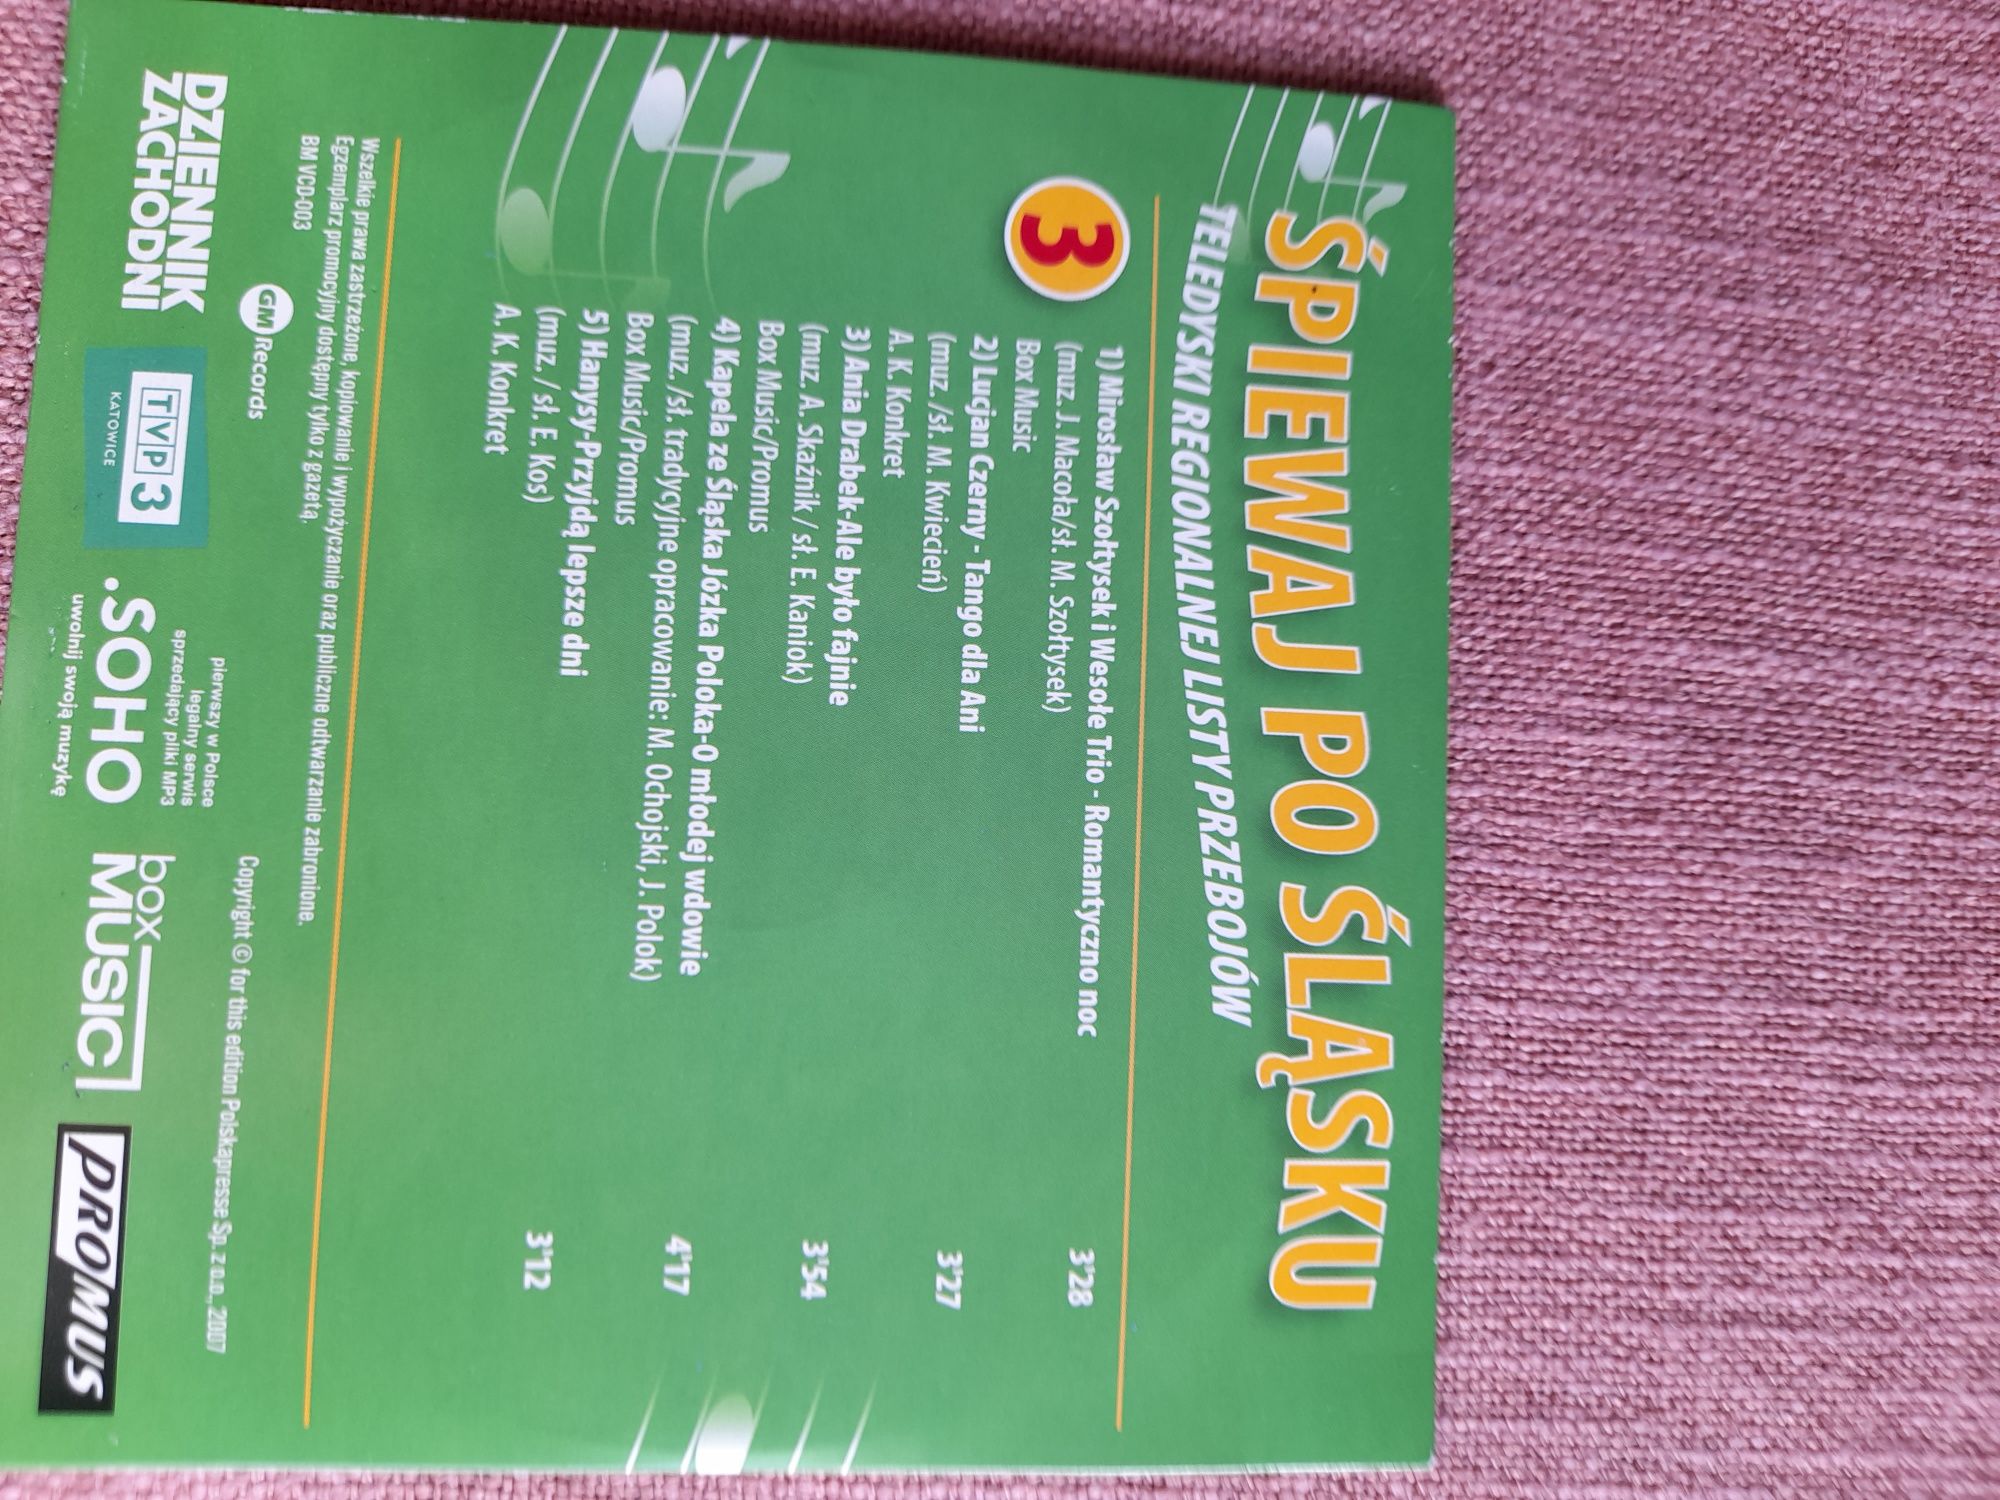 ŚPIEWAJ PO ŚLĄSKU
TELEDYSKI REGIONALNEJ LISTY PRZEBOJÓW
3
1) Mirosław Szołtysek i Wesołe Trio - Romantyczno noc
(muz. J. Macoła/sł. M. Szołtysek) 3'28
Box Music
2) Lucjan Czerny - Tango dla Ani
(muz. /sł. M. Kwiecień) 3'27
A. K. Konkret
3) Ania Drabek-Ale było fajnie
(muz. A. Skaźnik / sł. E. Kaniok) 3'54
Box Music/Promus
4) Kapela ze Śląska Józka Poloka-O młodej wdowie
(muz. /sł. tradycyjne opracowanie: M. Ochojski, J. Polok) 4'17
Box Music/Promus
5) Hanysy-Przyjdą lepsze dni
(muz. / sł. E. Kos) 3'12
A. K. Konkret
Wszelkie prawa zastrzeżone, kopiowanie i wypożyczanie oraz publiczne odtwarzanie zabronione.
Egzemplarz promocyjny dostępny tylko z gazetą.
BM VCD-003
GM Records
Copyright © for this edition Polskapresse Sp. z o.o., 2007
DZIENNIK
ZACHODNI
TVP3
KATOWICE
pierwszy w Polsce
legalny serwis
sprzedający pliki MP3
.SOHO
uwolnij swoją muzykę
box
MUSIC
PROMUS